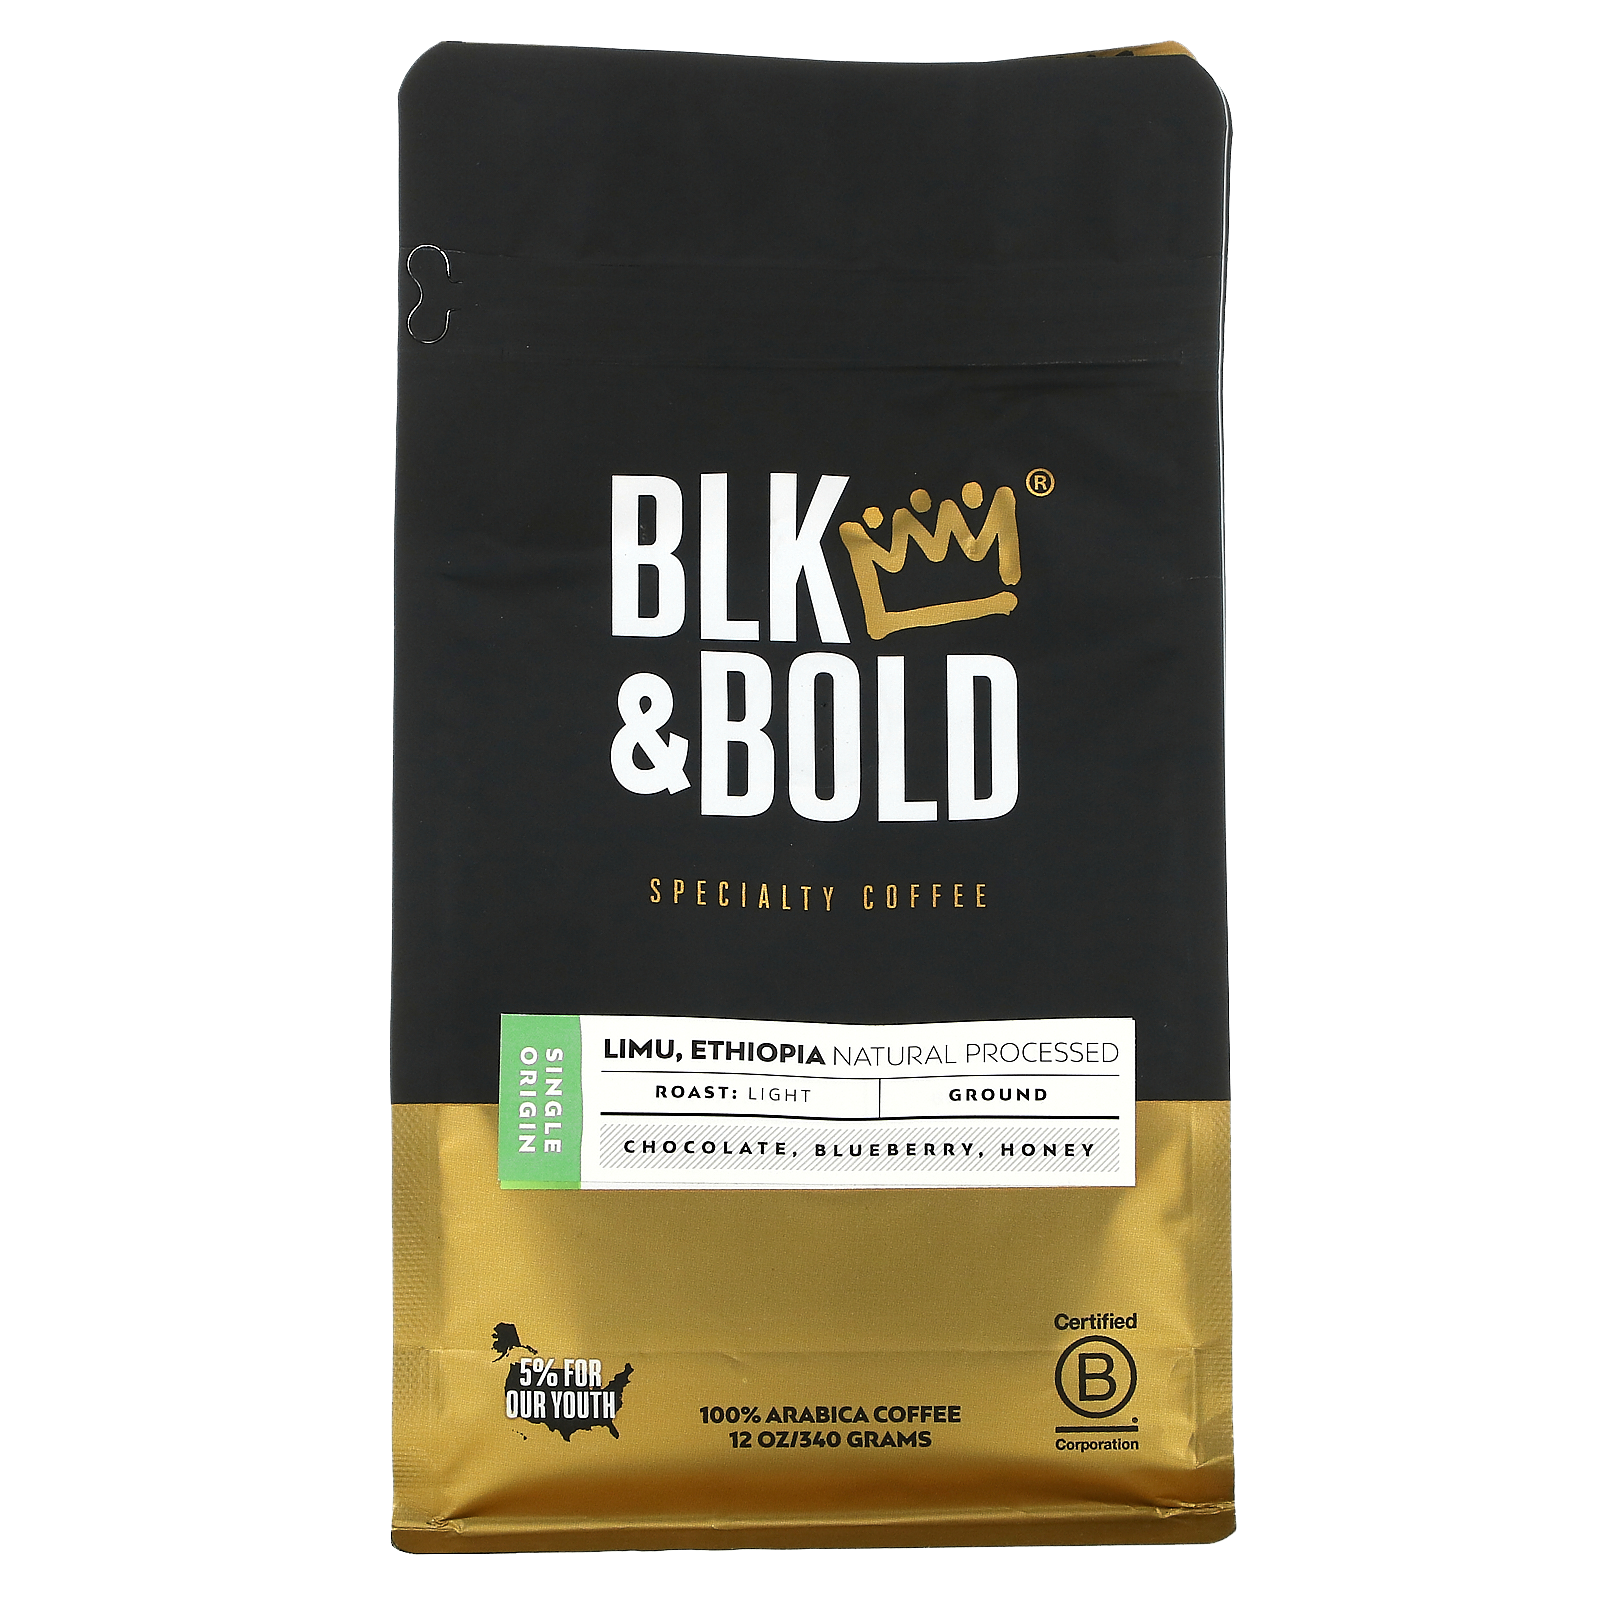 BLK
®
& BOLD
SPECIALTY COFFEE
SINGLE
ORIGIN
LIMU, ETHIOPIA NATURAL PROCESSED
ROAST: LIGHT
GROUND
CHOCOLATE, BLUEBERRY, HONEY
5% FOR
OUR YOUTH
100% ARABICA COFFEE
12 OZ/340 GRAMS
Certified
B
Corporation